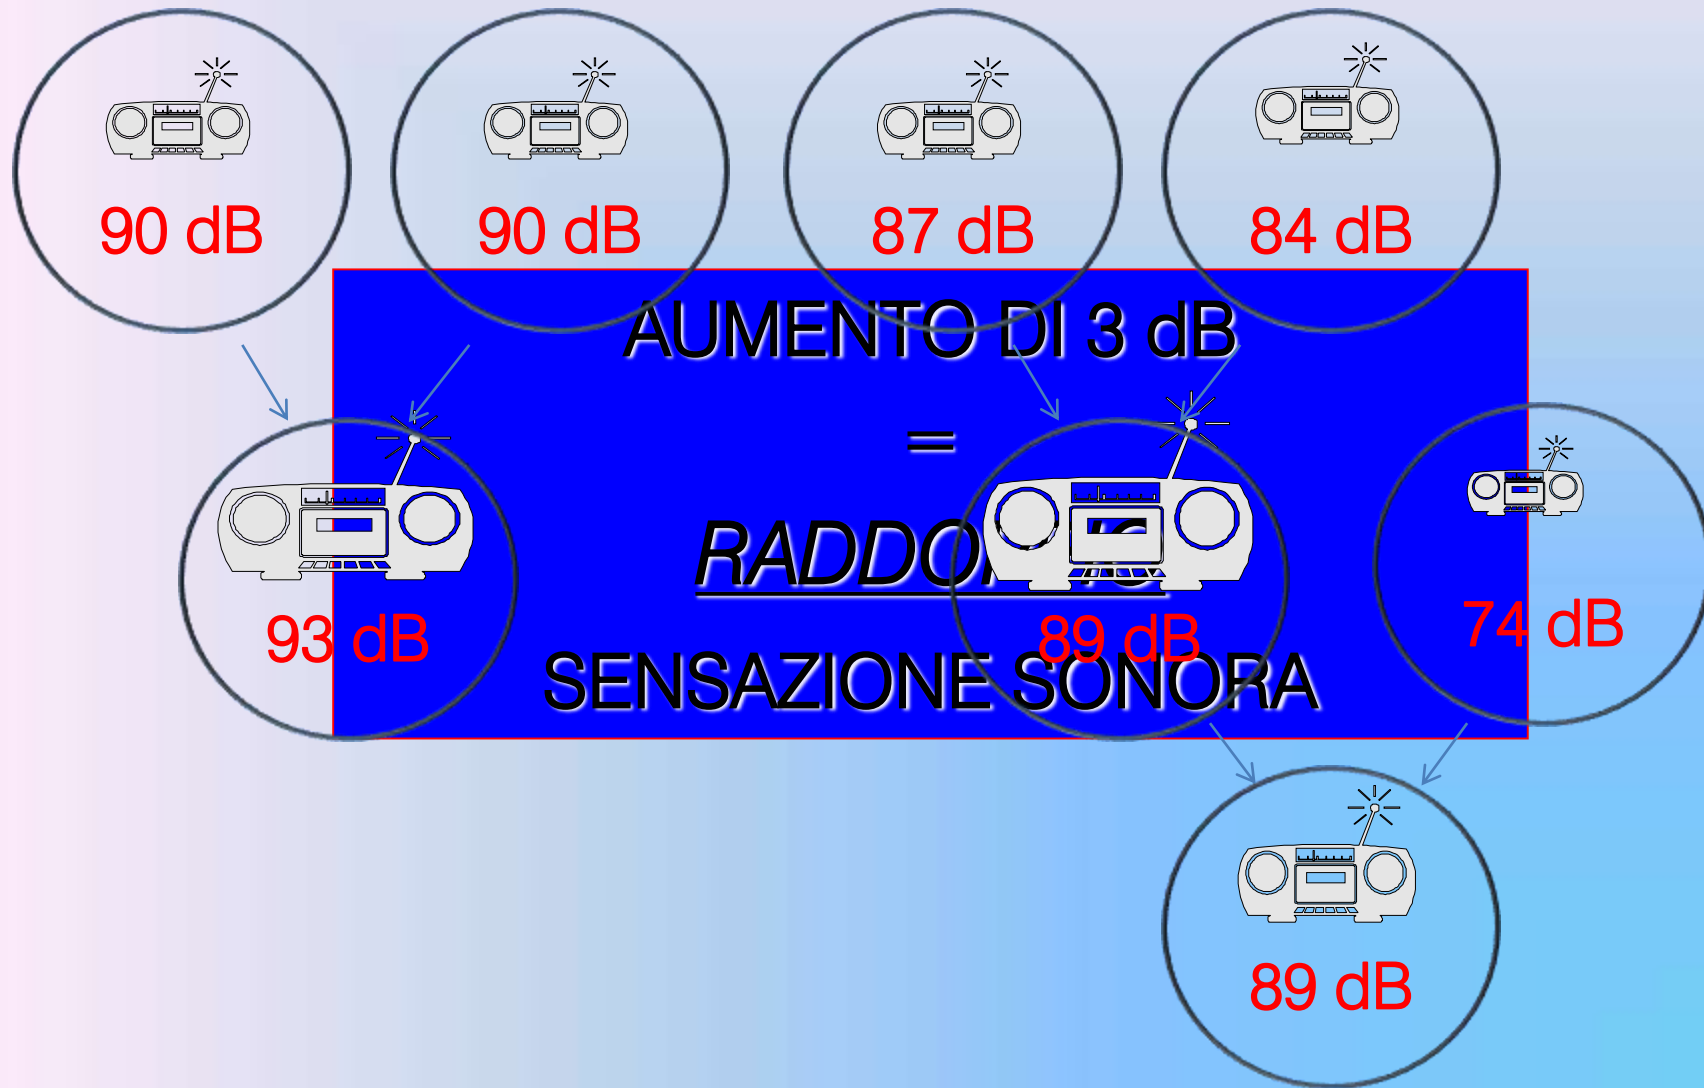 90 dB
90 dB
87 dB
84 dB
AUMENTO DI 3 dB
=
93 dB
89 dB
74 dB
SENSAZIONE SONORA
89 dB